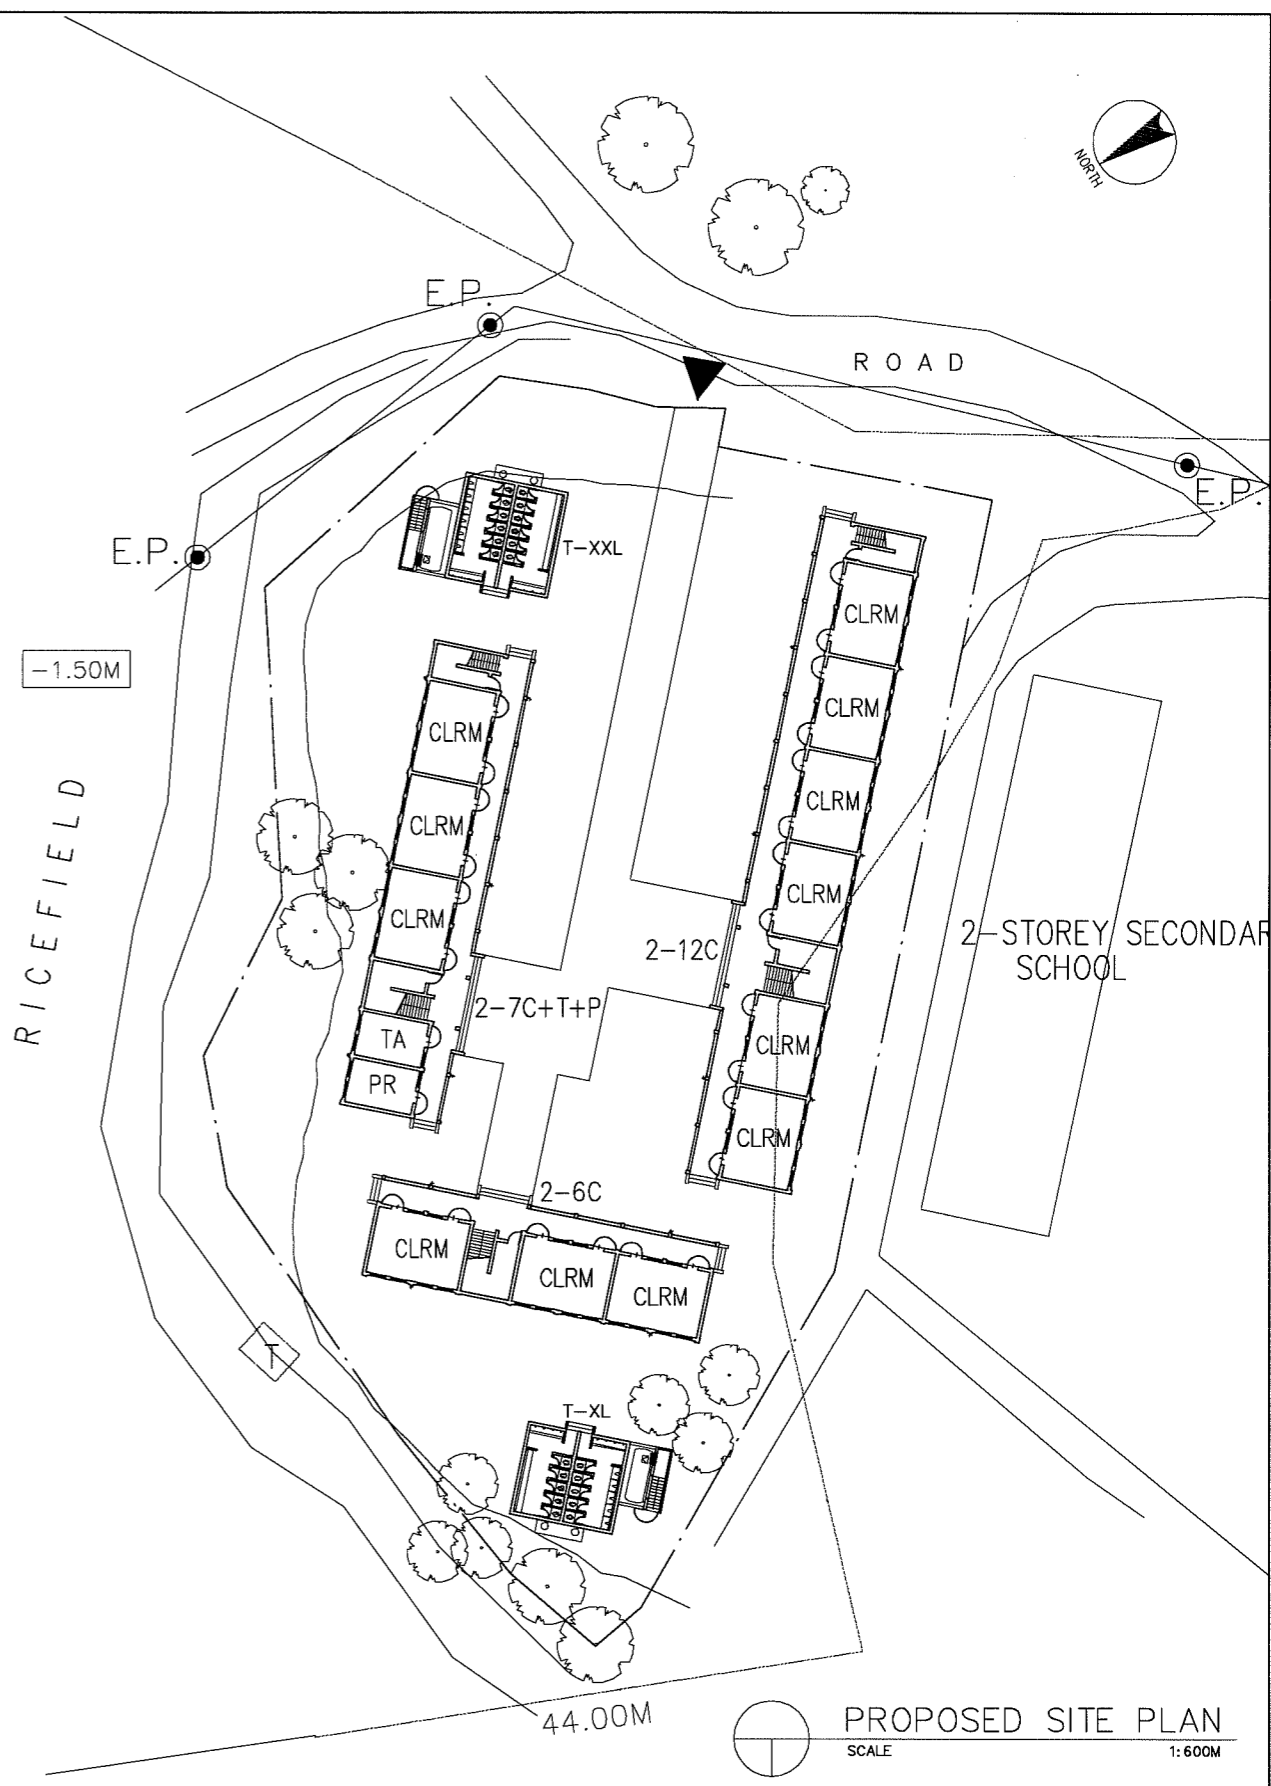 NORTH
E.P.
ROAD
E.P.
E.P.
T-XXL
-1.50M
CLRM
CLRM
CLRM
CLRM
CLRM
CLRM
CLRM
RICEFIELD
2-STOREY SECONDAR
SCHOOL
2-12C
2-7C+T+P
TA
PR
CLRM
CLRM
2-6C
CLRM
CLRM
CLRM
T
T-XL
44.00M
PROPOSED SITE PLAN
SCALE 1:600M